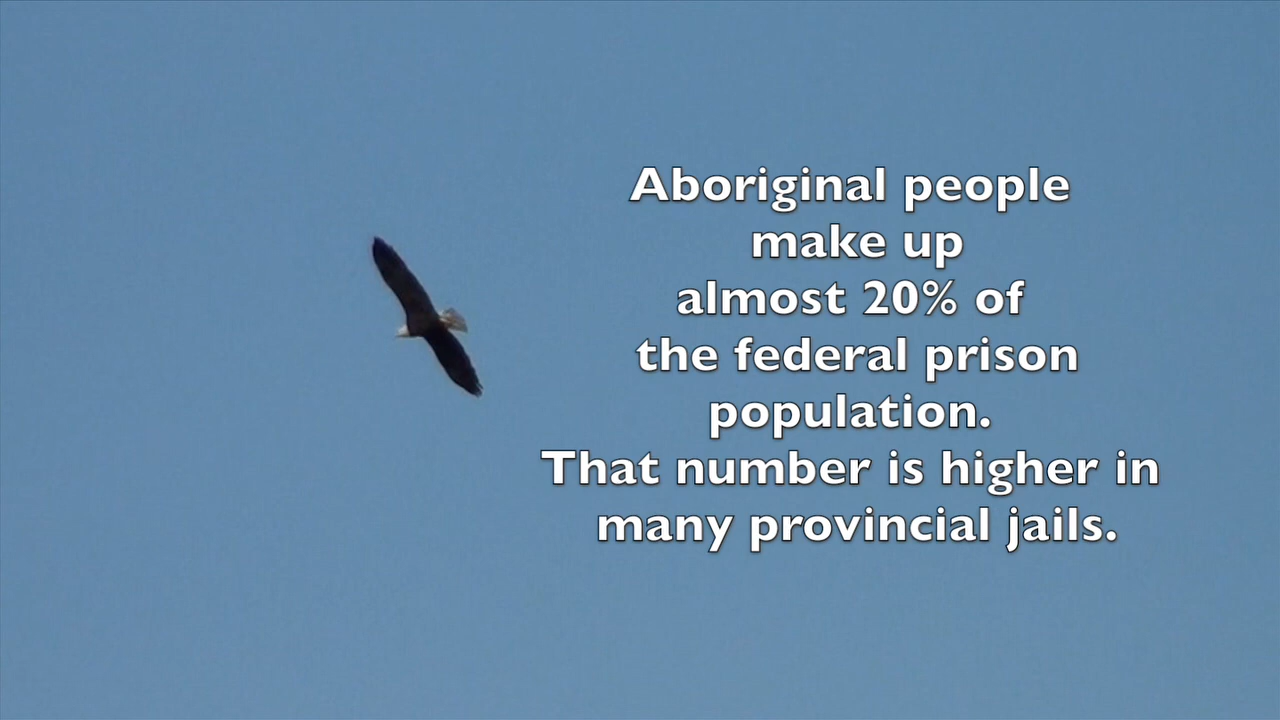 Aboriginal people
make up
almost 20% of
the federal prison
population.
That number is higher in
many provincial jails.